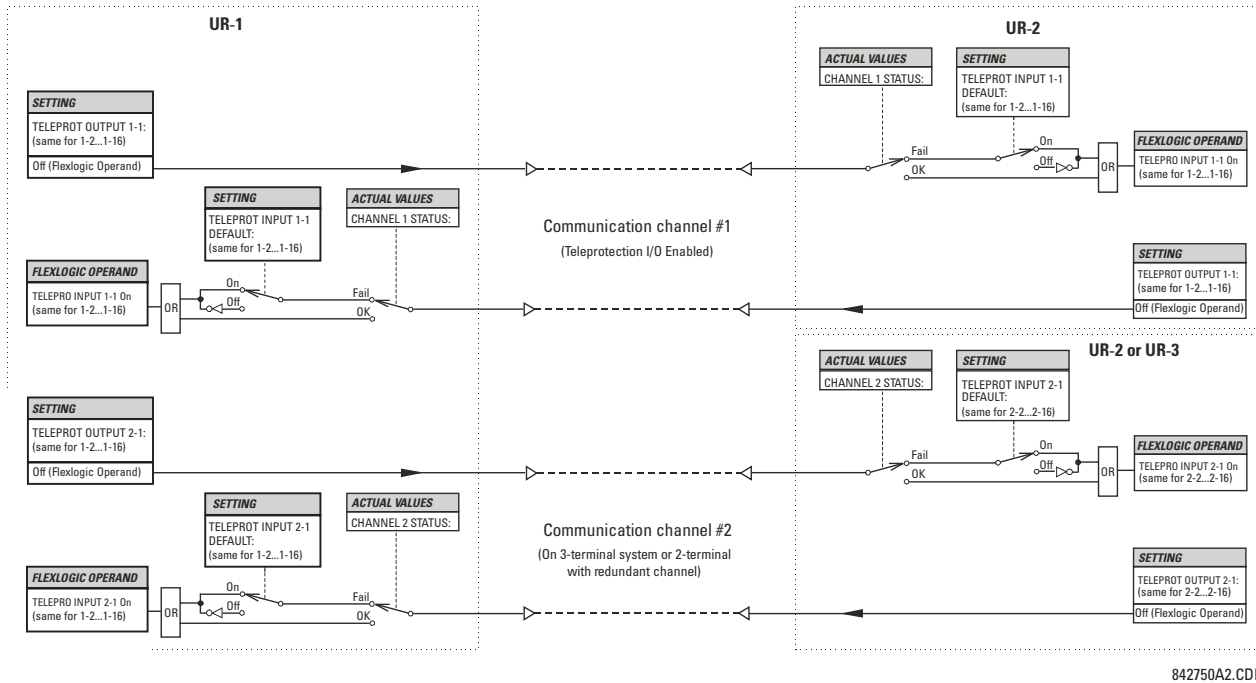 UR-1
UR-2
ACTUAL VALUES
CHANNEL 1 STATUS:
SETTING
TELEPROT INPUT 1-1
DEFAULT:
(same for 1-2...1-16)
SETTING
TELEPROT OUTPUT 1-1:
(same for 1-2...1-16)
Off (Flexlogic Operand)
Fail
OK
On
Off
OR
FLEXLOGIC OPERAND
TELEPRO INPUT 1-1 On
(same for 1-2...1-16)
SETTING
TELEPROT INPUT 1-1
DEFAULT:
(same for 1-2...1-16)
ACTUAL VALUES
CHANNEL 1 STATUS:
Communication channel #1
(Teleprotection I/O Enabled)
FLEXLOGIC OPERAND
TELEPRO INPUT 1-1 On
(same for 1-2...1-16)
OR
On
Off
Fail
OK
SETTING
TELEPROT OUTPUT 1-1:
(same for 1-2...1-16)
Off (Flexlogic Operand)
UR-2 or UR-3
ACTUAL VALUES
CHANNEL 2 STATUS:
SETTING
TELEPROT INPUT 2-1
DEFAULT:
(same for 2-2...2-16)
SETTING
TELEPROT OUTPUT 2-1:
(same for 1-2...1-16)
Off (Flexlogic Operand)
Fail
OK
On
Off
OR
FLEXLOGIC OPERAND
TELEPRO INPUT 2-1 On
(same for 2-2...2-16)
SETTING
TELEPROT INPUT 2-1
DEFAULT:
(same for 1-2...1-16)
ACTUAL VALUES
CHANNEL 2 STATUS:
Communication channel #2
(On 3-terminal system or 2-terminal
with redundant channel)
FLEXLOGIC OPERAND
TELEPRO INPUT 2-1 On
(same for 1-2...1-16)
OR
On
Off
Fail
OK
SETTING
TELEPROT OUTPUT 2-1:
(same for 2-2...2-16)
Off (Flexlogic Operand)